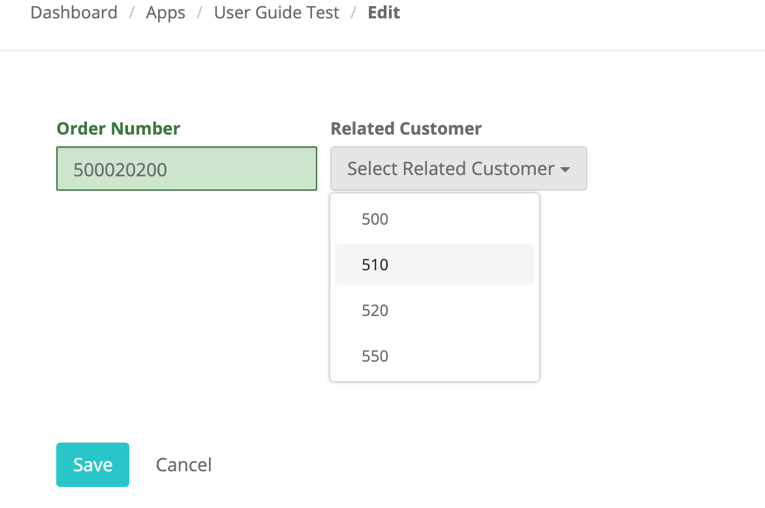 Dashboard / Apps / User Guide Test / Edit
Order Number
Related Customer
500020200
Select Related Customer
500
510
520
550
Save
Cancel